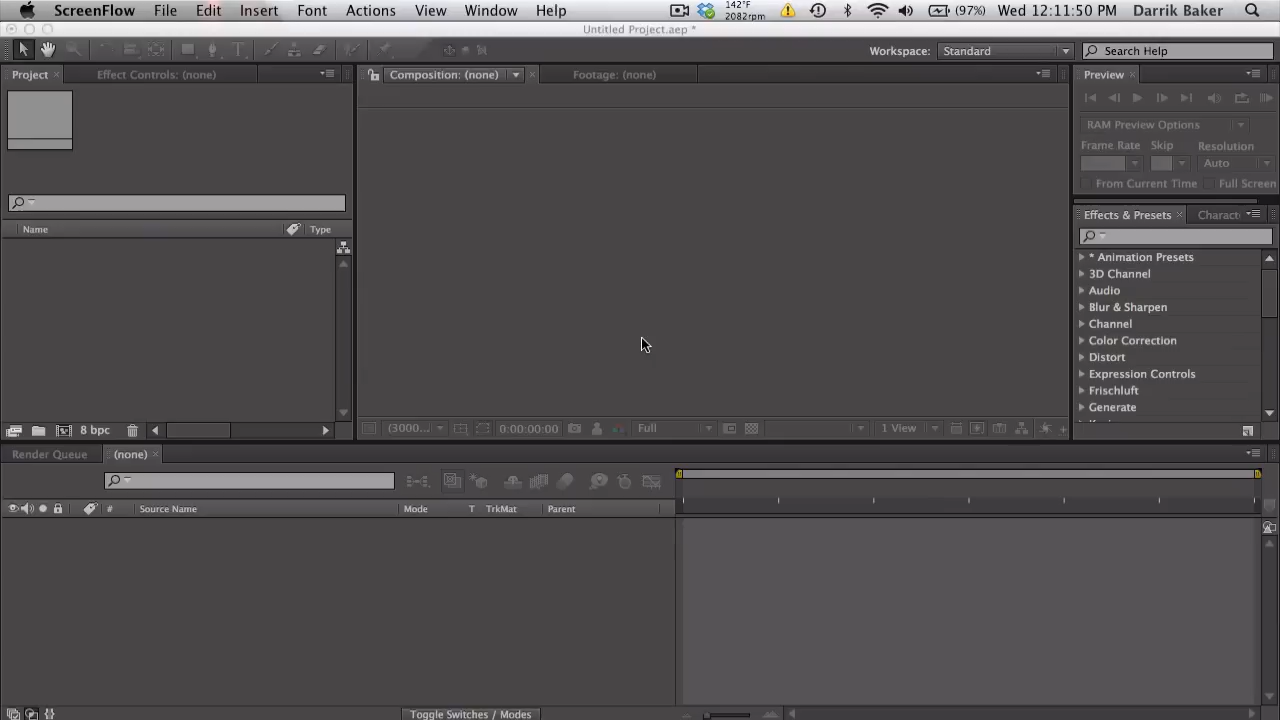 ScreenFlow File Edit Insert Font Actions View Window Help 142°F 2082rpm (97%) Wed 12:11:50 PM Darrik Baker
Untitled Project.aep *
Workspace: Standard Search Help
Project Effect Controls: (none) Composition: (none) Footage: (none) Preview
RAM Preview Options
Frame Rate Skip Resolution
Auto
From Current Time Full Screen
Effects & Presets Charact
Name Type
* Animation Presets
3D Channel
Audio
Blur & Sharpen
Channel
Color Correction
Distort
Expression Controls
Frischluft
Generate
8 bpc (3000... 0:00:00:00 Full 1 View
Render Queue (none)
# Source Name Mode T TrkMat Parent
Toggle Switches / Modes